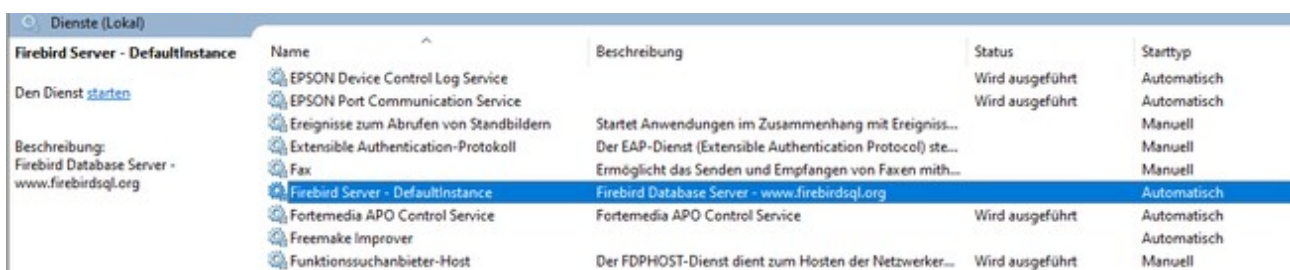 Dienste (Lokal)
Firebird Server - DefaultInstance
Den Dienst starten
Beschreibung:
Firebird Database Server -
www.firebirdsql.org
Name Beschreibung Status Starttyp
EPSON Device Control Log Service Wird ausgeführt Automatisch
EPSON Port Communication Service Wird ausgeführt Automatisch
Ereignisse zum Abrufen von Standbildern Startet Anwendungen im Zusammenhang mit Ereigniss... Manuell
Extensible Authentication-Protokoll Der EAP-Dienst (Extensible Authentication Protocol) ste... Manuell
Fax Ermöglicht das Senden und Empfangen von Faxen mith... Manuell
Firebird Server - DefaultInstance Firebird Database Server - www.firebirdsql.org Automatisch
Fortemedia APO Control Service Fortemedia APO Control Service Wird ausgeführt Automatisch
Freemake Improver Automatisch
Funktionssuchanbieter-Host Der FDPHOST-Dienst dient zum Hosten der Netzwerker... Wird ausgeführt Manuell